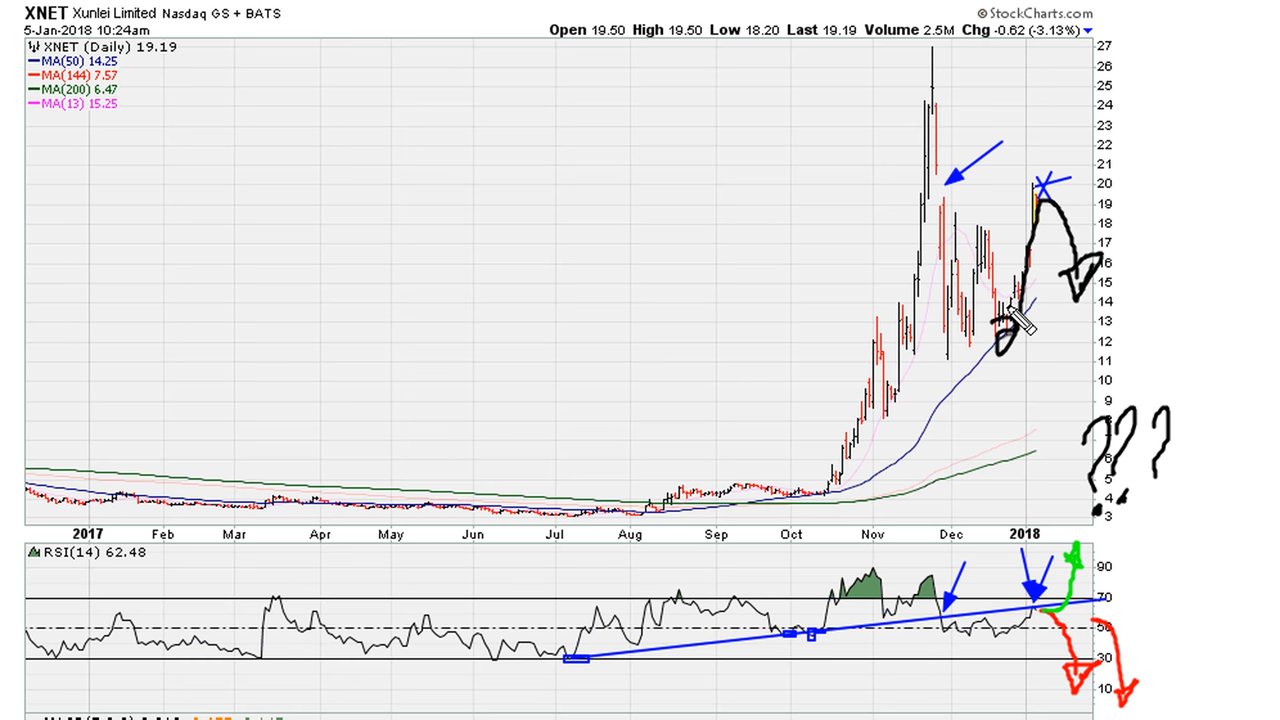 XNET Xunlei Limited Nasdaq GS + BATS
© StockCharts.com
5-Jan-2018 10:24am
Open 19.50 High 19.50 Low 18.20 Last 19.19 Volume 2.5M Chg -0.62 (-3.13%)
XNET (Daily) 19.19
MA(50) 14.25
MA(144) 7.57
MA(200) 6.47
MA(13) 15.25
27
26
25
24
23
22
21
20
19
18
17
16
15
14
13
12
11
10
9
6
5
4
3
???
2017 Feb Mar Apr May Jun Jul Aug Sep Oct Nov Dec 2018
RSI(14) 62.48
90
70
50
30
10